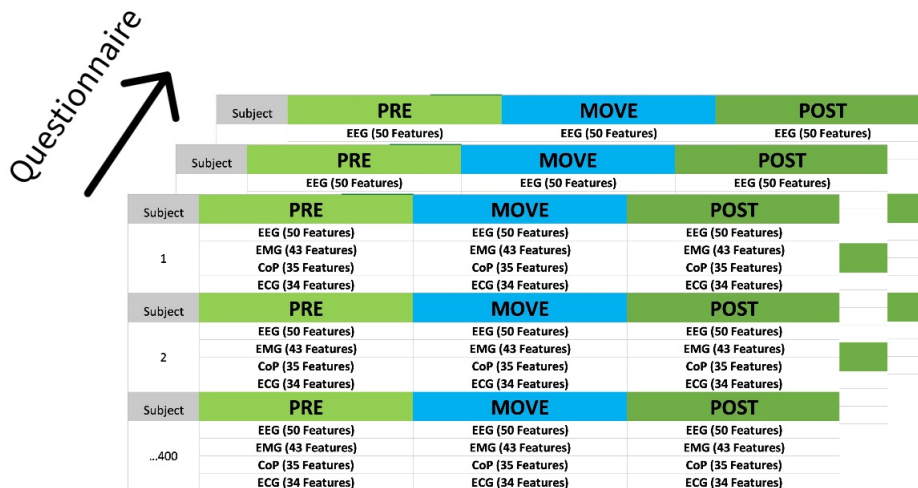 Questionnaire
Subject PRE MOVE POST
EEG (50 Features) EEG (50 Features) EEG (50 Features)
Subject PRE MOVE POST
EEG (50 Features) EEG (50 Features) EEG (50 Features)
Subject PRE MOVE POST
1
EEG (50 Features) EEG (50 Features) EEG (50 Features)
EMG (43 Features) EMG (43 Features) EMG (43 Features)
CoP (35 Features) CoP (35 Features) CoP (35 Features)
ECG (34 Features) ECG (34 Features) ECG (34 Features)
Subject PRE MOVE POST
2
EEG (50 Features) EEG (50 Features) EEG (50 Features)
EMG (43 Features) EMG (43 Features) EMG (43 Features)
CoP (35 Features) CoP (35 Features) CoP (35 Features)
ECG (34 Features) ECG (34 Features) ECG (34 Features)
Subject PRE MOVE POST
...400
EEG (50 Features) EEG (50 Features) EEG (50 Features)
EMG (43 Features) EMG (43 Features) EMG (43 Features)
CoP (35 Features) CoP (35 Features) CoP (35 Features)
ECG (34 Features) ECG (34 Features) ECG (34 Features)